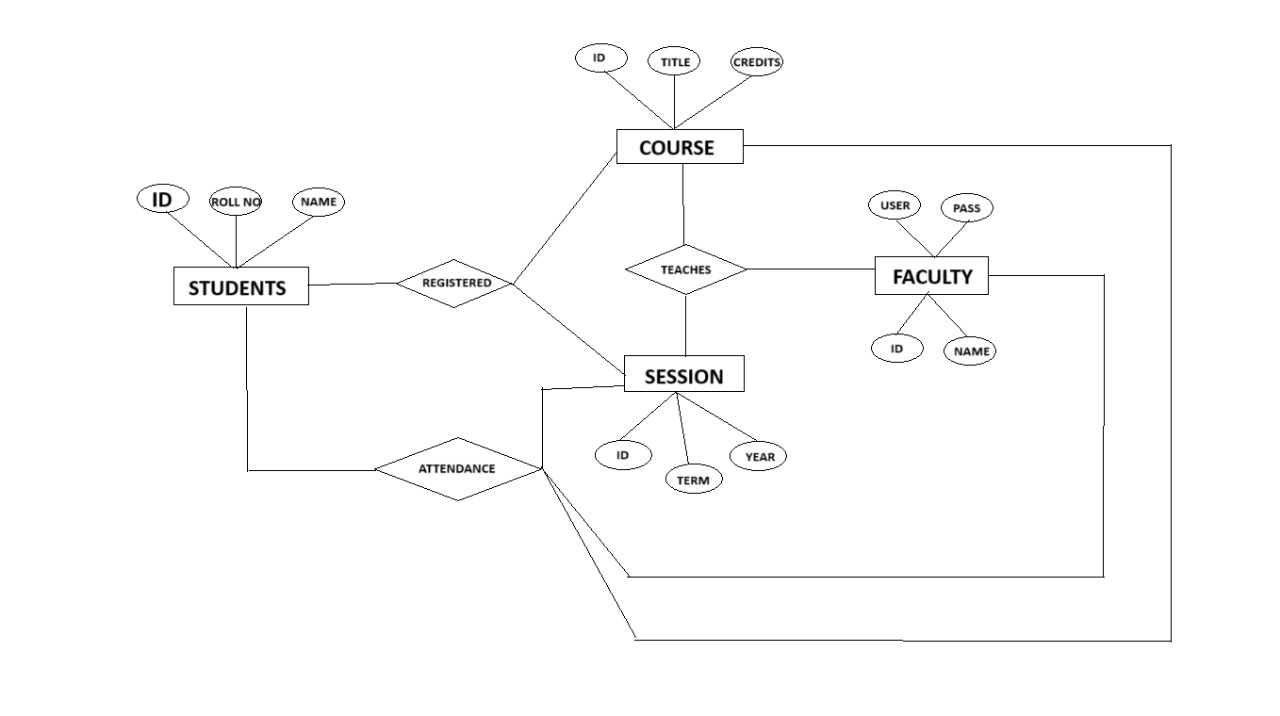 ID
TITLE
CREDITS
COURSE
ID
ROLL NO
NAME
STUDENTS
USER
PASS
REGISTERED
TEACHES
FACULTY
ID
NAME
SESSION
ID
TERM
YEAR
ATTENDANCE